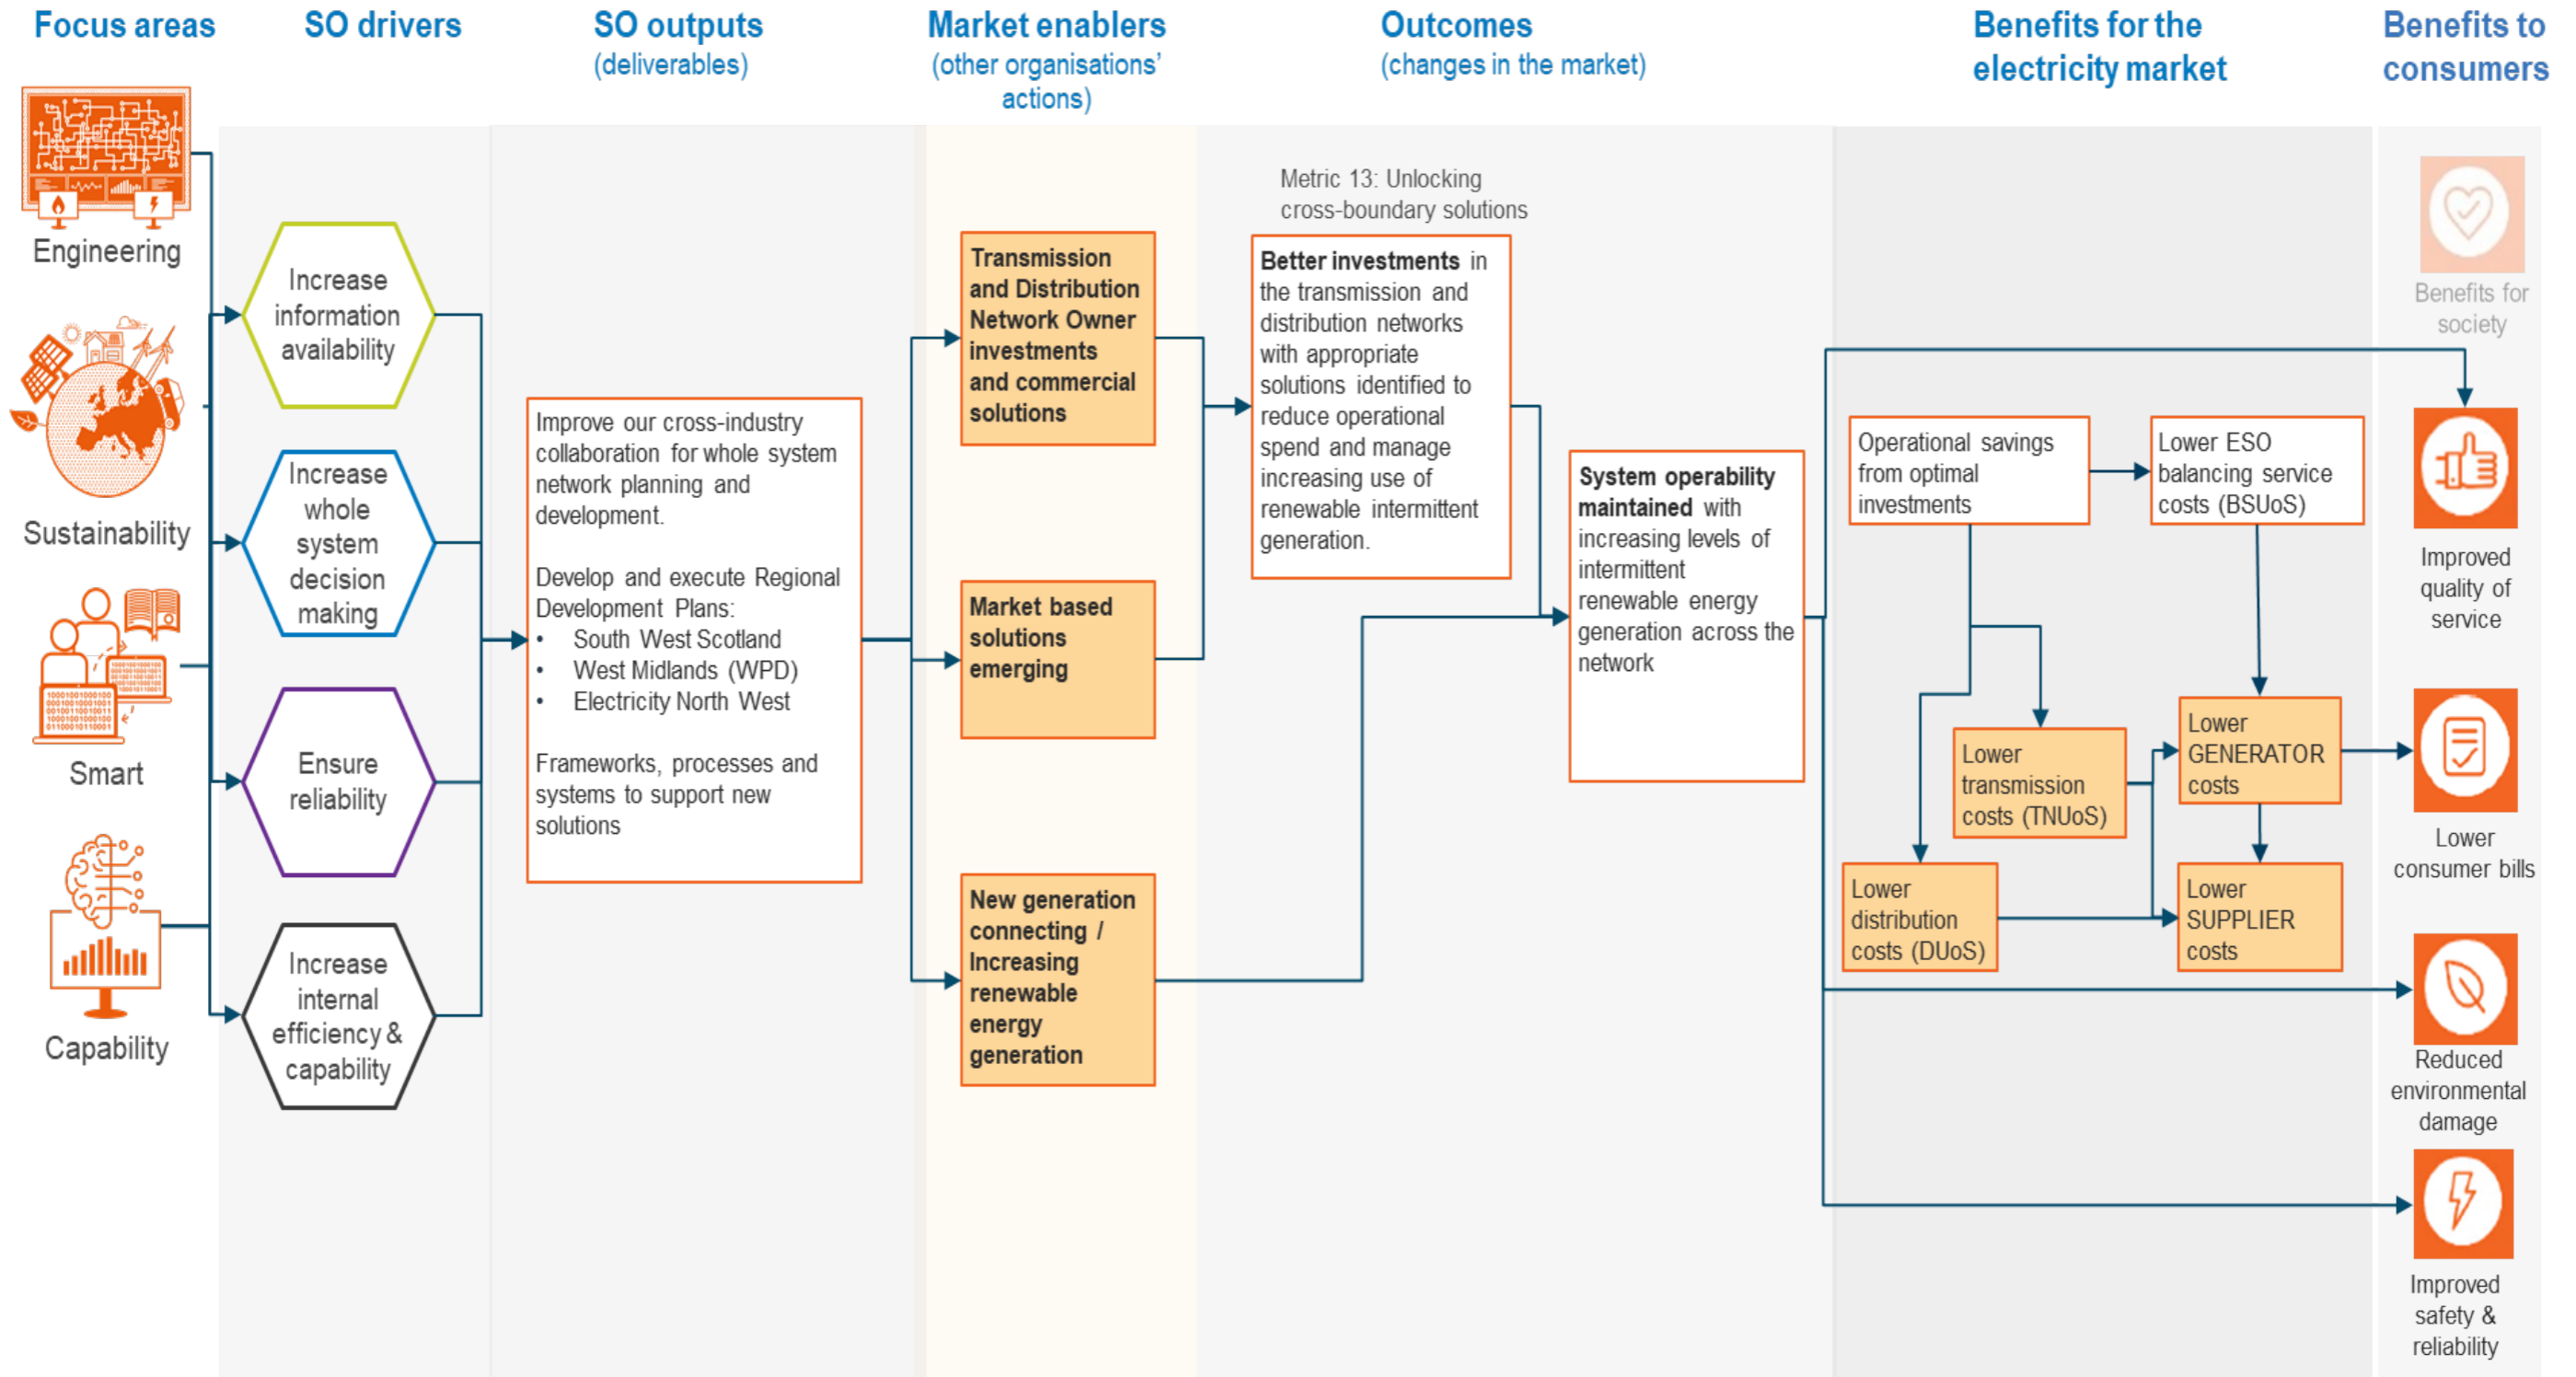 Focus areas
SO drivers
SO outputs
(deliverables)
Market enablers
(other organisations'
actions)
Outcomes
(changes in the market)
Benefits for the
electricity market
Benefits to
consumers
Engineering
Sustainability
Smart
Capability
Increase
information
availability
Increase
whole
system
decision
making
Ensure
reliability
Increase
internal
efficiency &
capability
Improve our cross-industry
collaboration for whole system
network planning and
development.
Develop and execute Regional
Development Plans:
• South West Scotland
• West Midlands (WPD)
• Electricity North West
Frameworks, processes and
systems to support new
solutions
Transmission
and Distribution
Network Owner
investments
and commercial
solutions
Market based
solutions
emerging
New generation
connecting /
Increasing
renewable
energy
generation
Metric 13: Unlocking
cross-boundary solutions
Better investments in
the transmission and
distribution networks
with appropriate
solutions identified to
reduce operational
spend and manage
increasing use of
renewable intermittent
generation.
System operability
maintained with
increasing levels of
intermittent
renewable energy
generation across the
network
Operational savings
from optimal
investments
Lower ESO
balancing service
costs (BSUoS)
Lower
transmission
costs (TNUoS)
Lower
GENERATOR
costs
Lower
distribution
costs (DUoS)
Lower
SUPPLIER
costs
Benefits for
society
Improved
quality of
service
Lower
consumer bills
Reduced
environmental
damage
Improved
safety &
reliability